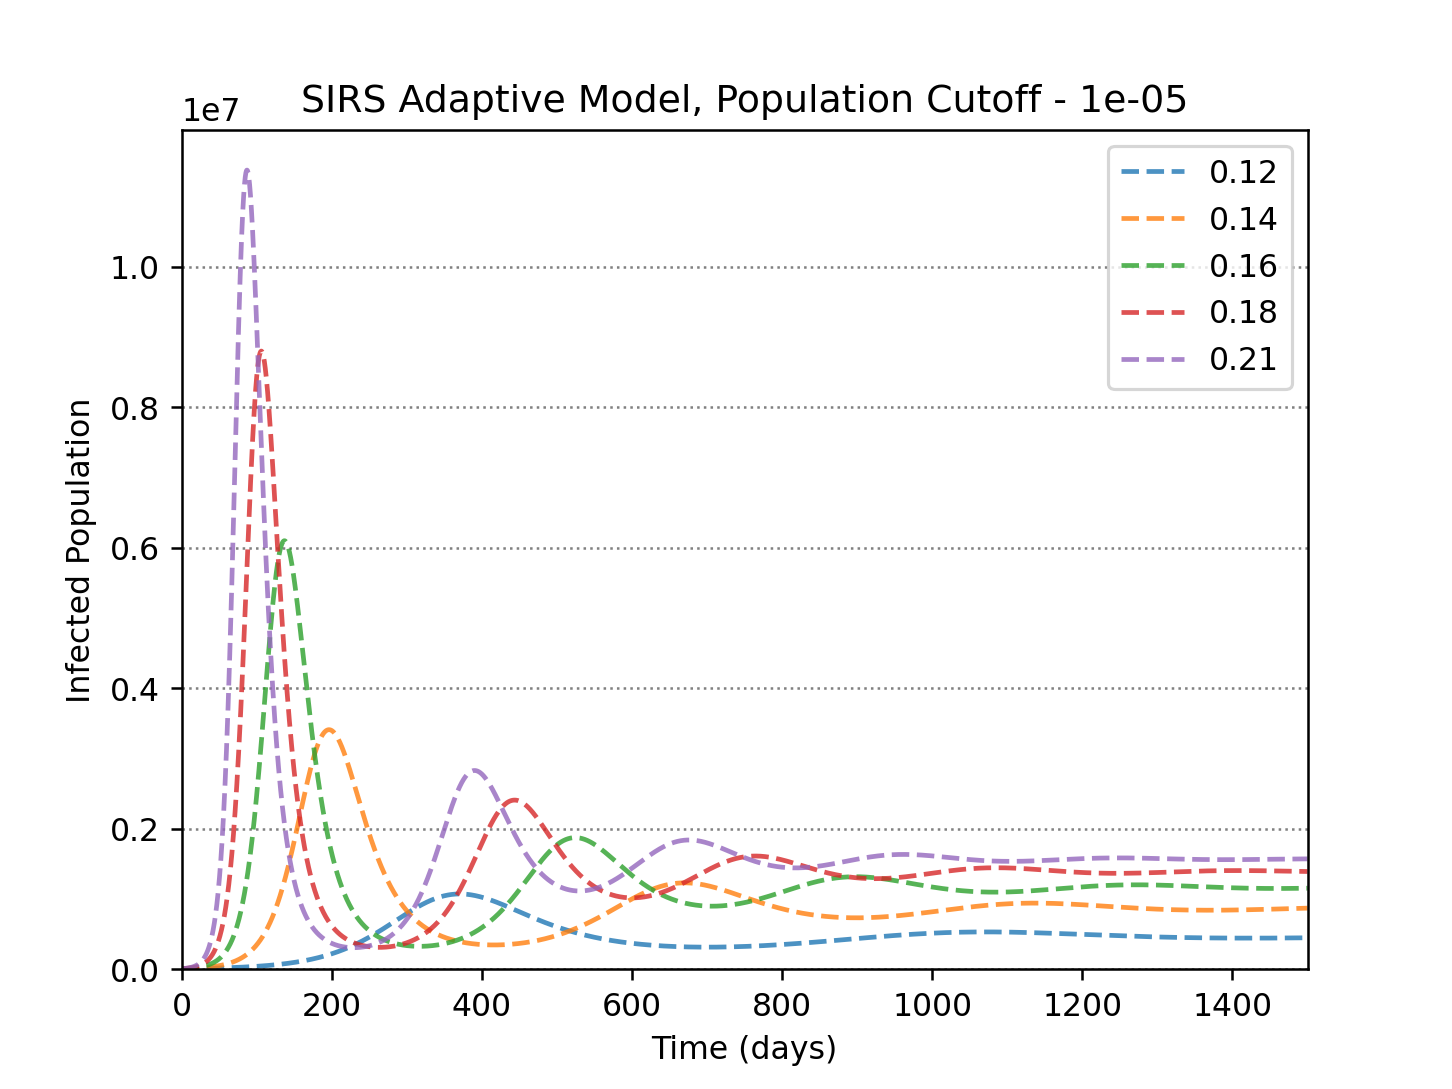 SIRS Adaptive Model, Population Cutoff - 1e-05
1e7
0.12
0.14
0.16
0.18
0.21
1.0
0.8
0.6
0.4
0.2
0.0
Infected Population
0 200 400 600 800 1000 1200 1400
Time (days)